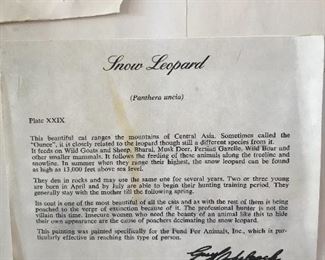 Snow Leopard
(Panthera uncia)
Plate XXIX
This beautiful cat ranges the mountains of Central Asia. Sometimes called the
"Ounce", it is closely related to the leopard though still a different species from it.
It feeds on Wild Goats and Sheep, Bharal, Musk Deer, Persian Gazelle, Wild Boar and
other smaller mammals. It follows the feeding of these animals along the treeline and
snowline. In summer when they range their highest, the snow leopard can be found
as high as 13,000 feet above sea level.
They den in rocks and may use the same one for several years. Two or three young
are born in April and by July are able to begin their hunting training period. They
generally stay with the mother till the following spring.
Its coat is one of the most beautiful of all the cats and as with the rest of them is being
poached to the verge of extinction because of it. The professional hunter is not the
villain this time. Insecure women who need the beauty of an animal like this to hide
their own appearance are the cause of poachers decimating the snow leopard.
This painting was painted specifically for the Fund For Animals, Inc., which is par-
ticularly effective in reaching this type of person.
Guy